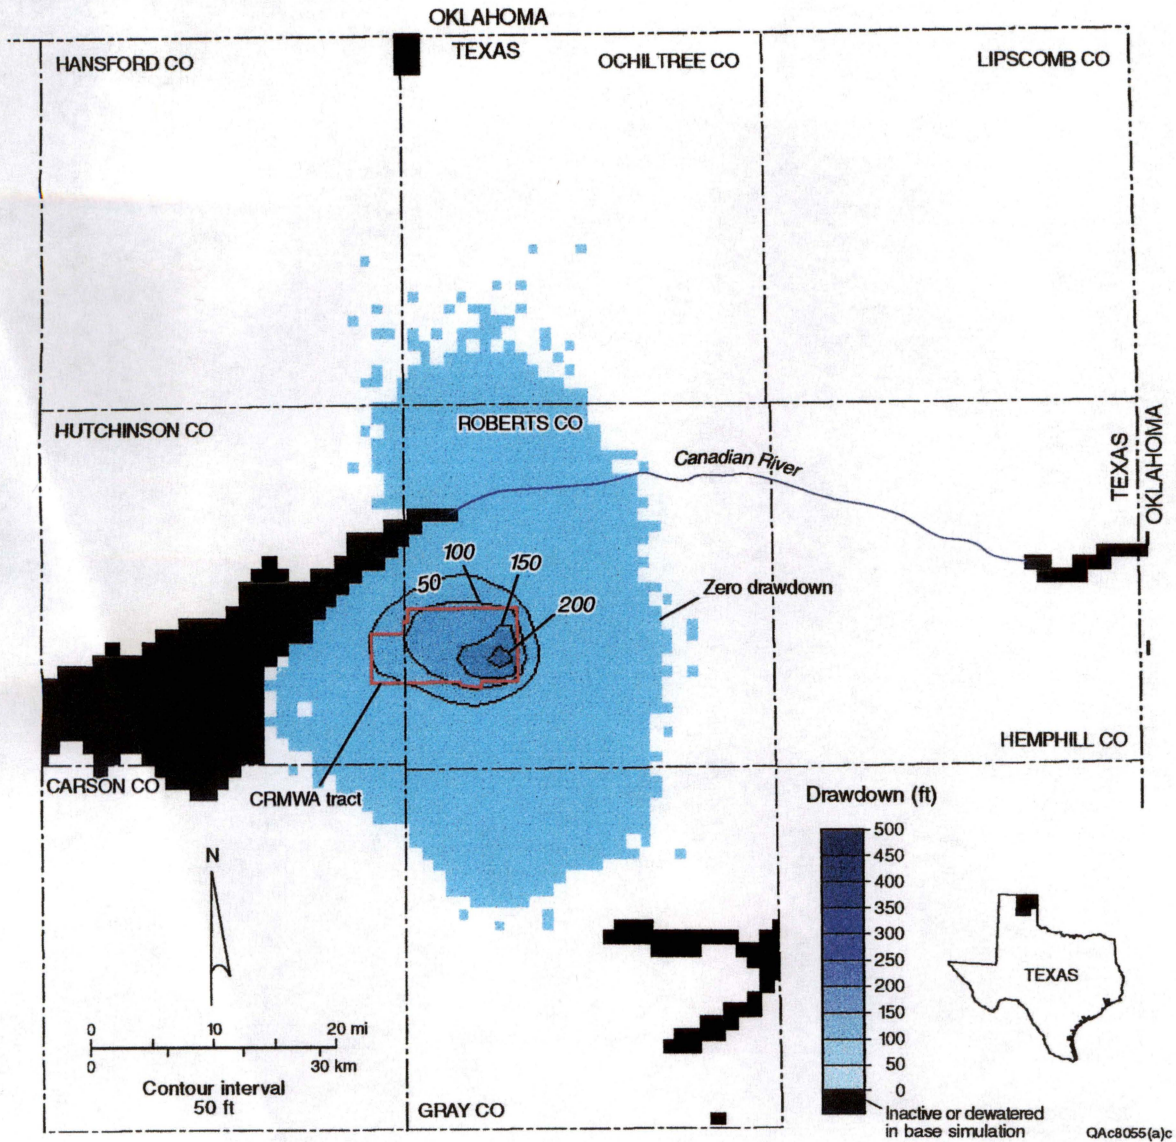 OKLAHOMA
TEXAS
HANSFORD CO
OCHILTREE CO
LIPSCOMB CO
HUTCHINSON CO
ROBERTS CO
Canadian River
TEXAS
OKLAHOMA
100
150
50
200
Zero drawdown
HEMPHILL CO
CARSON CO
CRMWA tract
Drawdown (ft)
500
450
400
350
300
250
200
150
100
50
0
Inactive or dewatered
in base simulation
N
0 10 20 mi
0 30 km
Contour interval
50 ft
GRAY CO
TEXAS
QAc8055(a)c